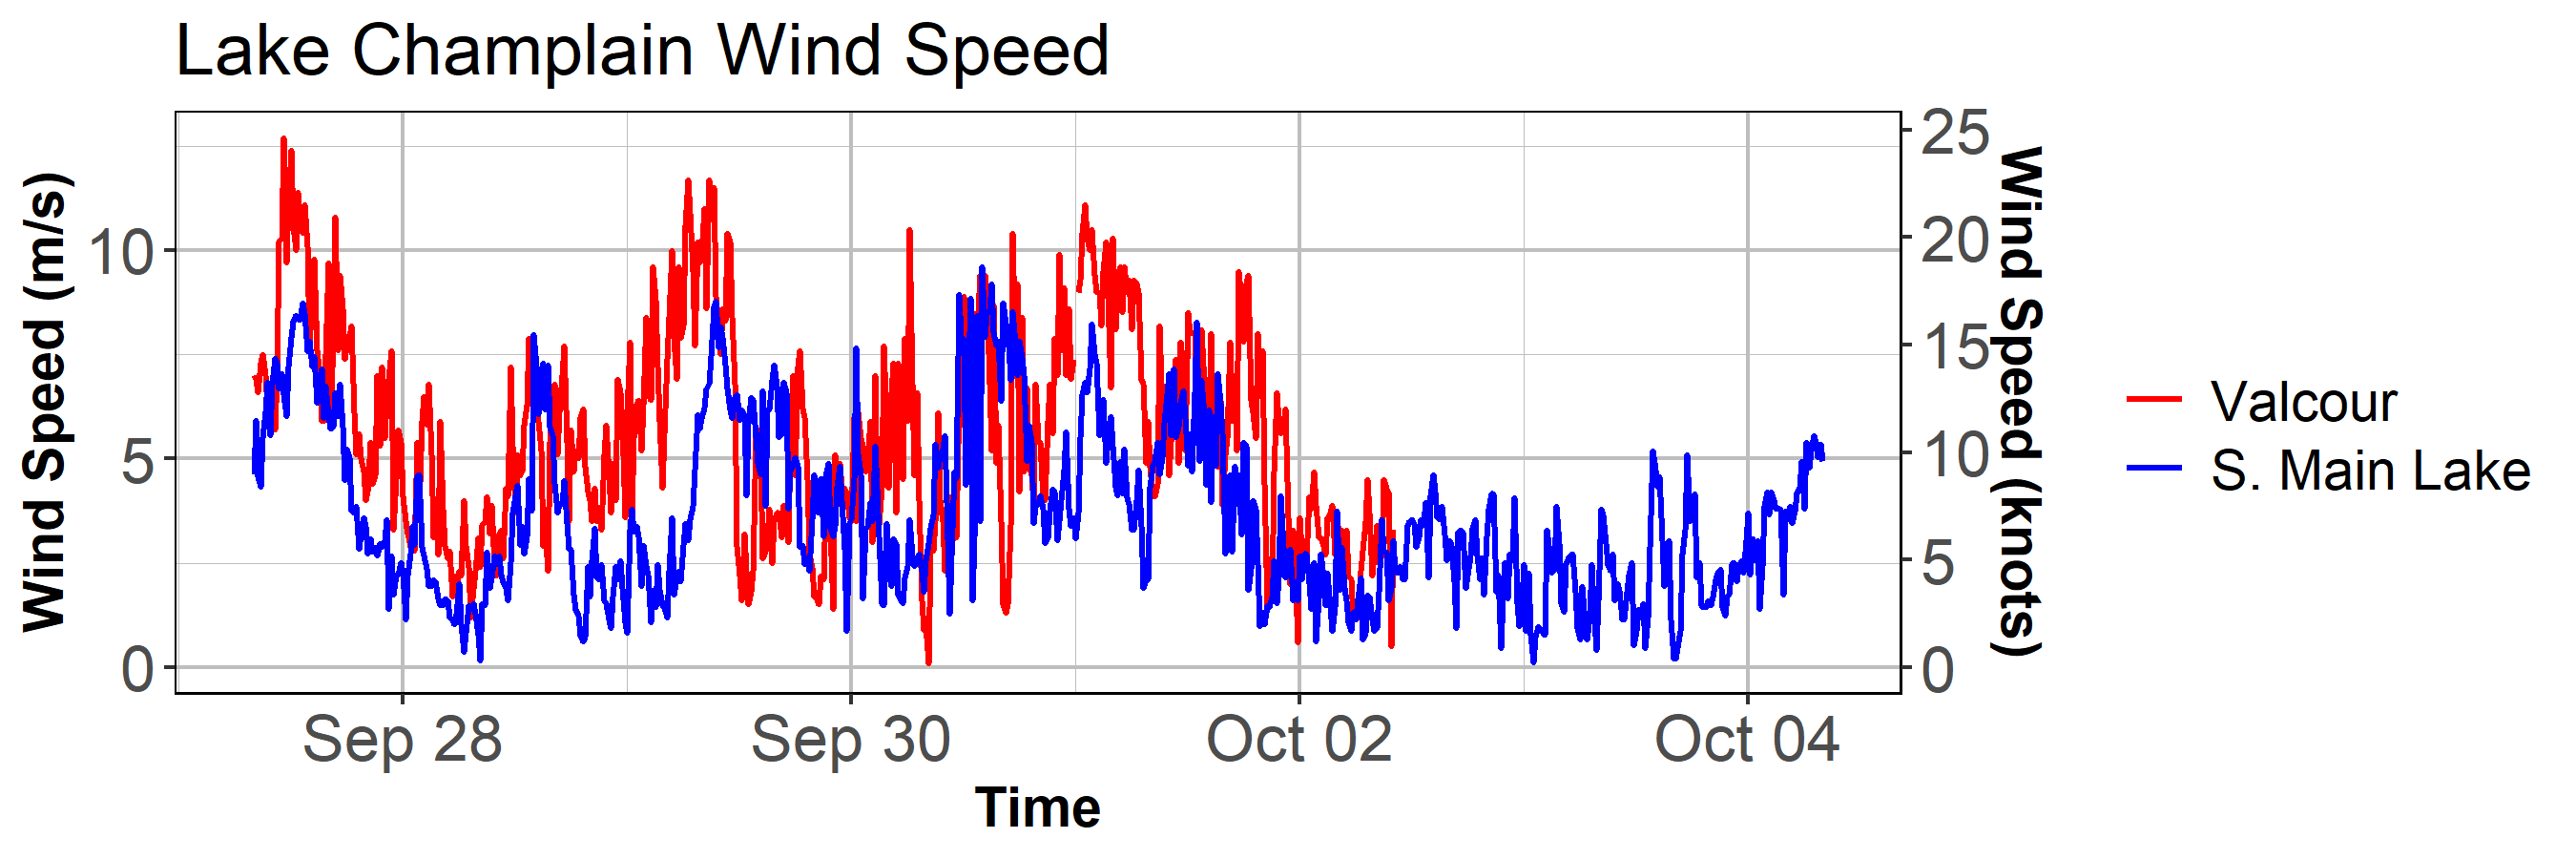 Lake Champlain Wind Speed
Wind Speed (m/s)
10
5
0
25
20
15
10
5
0
Wind Speed (knots)
Sep 28
Sep 30
Oct 02
Oct 04
Time
Valcour
S. Main Lake